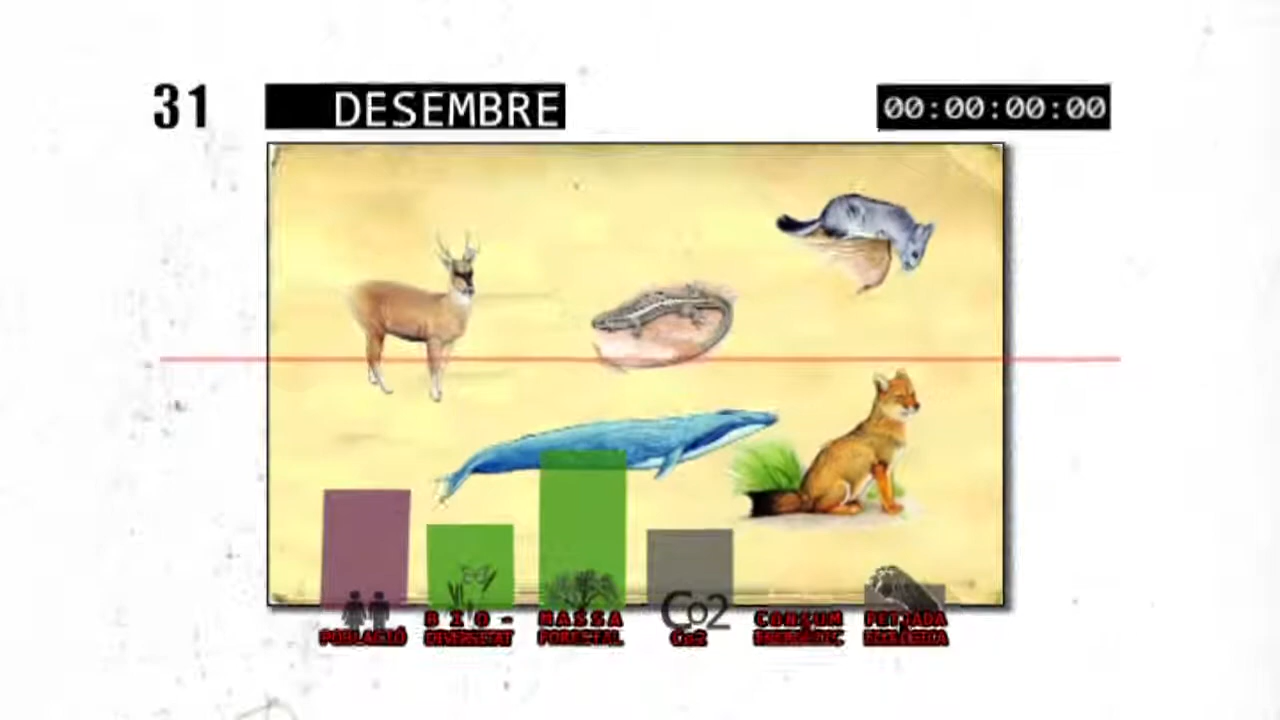 31 DESEMBRE 00:00:00:00
Co2
POBLACIÓ
BIO-
DIVERSITAT
MASSA
FORESTAL
Co2
CONSUM
ENERGÈTIC
PETJADA
ECOLÒGICA